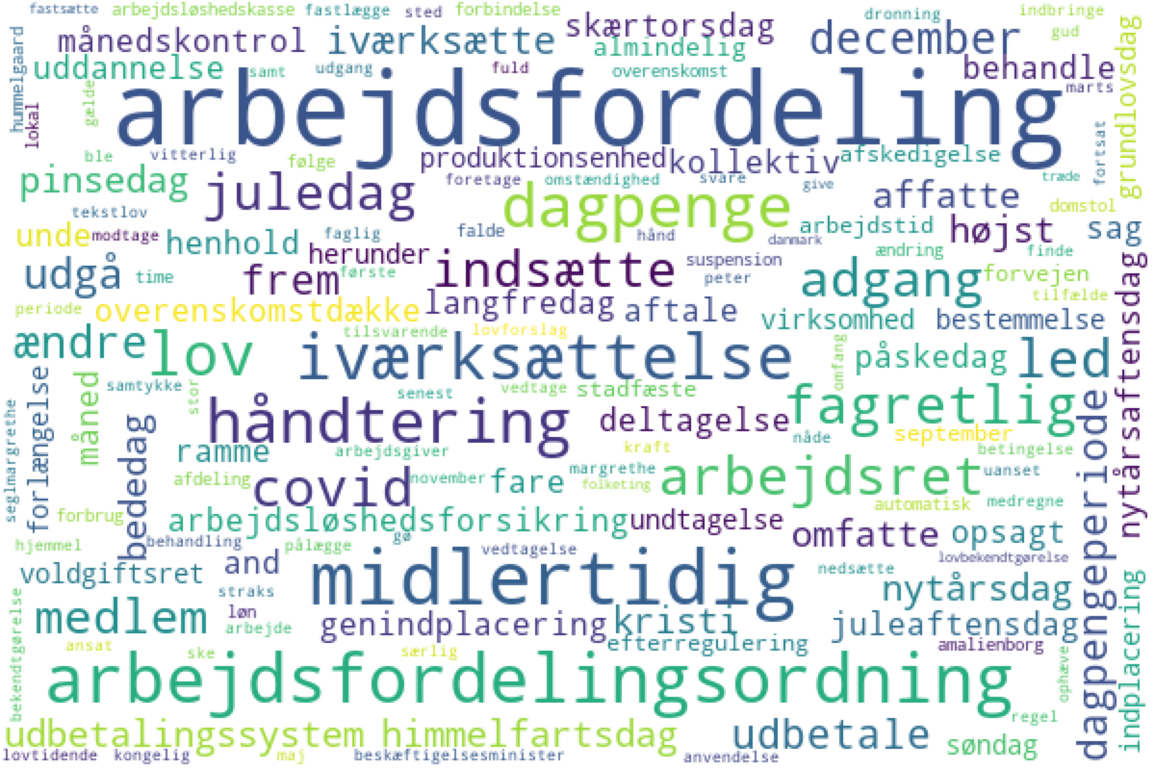 fastsætte arbejdsløshedskasse fastlægge sted forbindelse dronning indbringe
månedskontrol iværksætte skærtorsdag almindelig december gud
hummelgaard uddannelse samt udgang fuld overenskomst behandle marts
lokal gælde arbejdsfordeling grundlovsdag
ble vitterlig følge produktionsenhed kollektiv afskedigelse fortsat
pinsedag juledag foretage omstændighed svare give affatte træde
tekstlov dagpenge domstol
unde modtage henhold faglig falde hånd danmark arbejdstid højst sag
herunder suspension ændring finde
udgå time frem første indsætte peter adgang forvejen
periode overenskomstdække langfredag aftale virksomhed bestemmelse tilfælde nytårsaftensdag
tilsvarende lovforslag
ændre lov iværksættelse omfang påskedag led
forlængelse måned samtykke stor senest vedtage stadfæste
håndtering deltagelse fagretlig
seglmargrethe bededag ramme arbejdsgiver kraft nåde september betingelse dagpengeperiode
afdeling covid november fare margrethe folketing arbejdsret uanset
forbrug arbejdsløshedsforsikring undtagelse automatisk medregne
hjemmel behandling pålægge gø vedtagelse omfatte opsagt
voldgiftsret and midlertidig nedsætte lovbekendtgørelse
straks nytårsdag
bekendtgørelse medlem løn arbejde genindplacering kristi juleaftensdag indplacering
ansat ske særlig efterregulering amalienborg
arbejdsfordelingsordning ophæve
udbetalingssystem himmelfartsdag udbetale regel søndag
lovtidende kongelig maj beskæftigelsesminister anvendelse